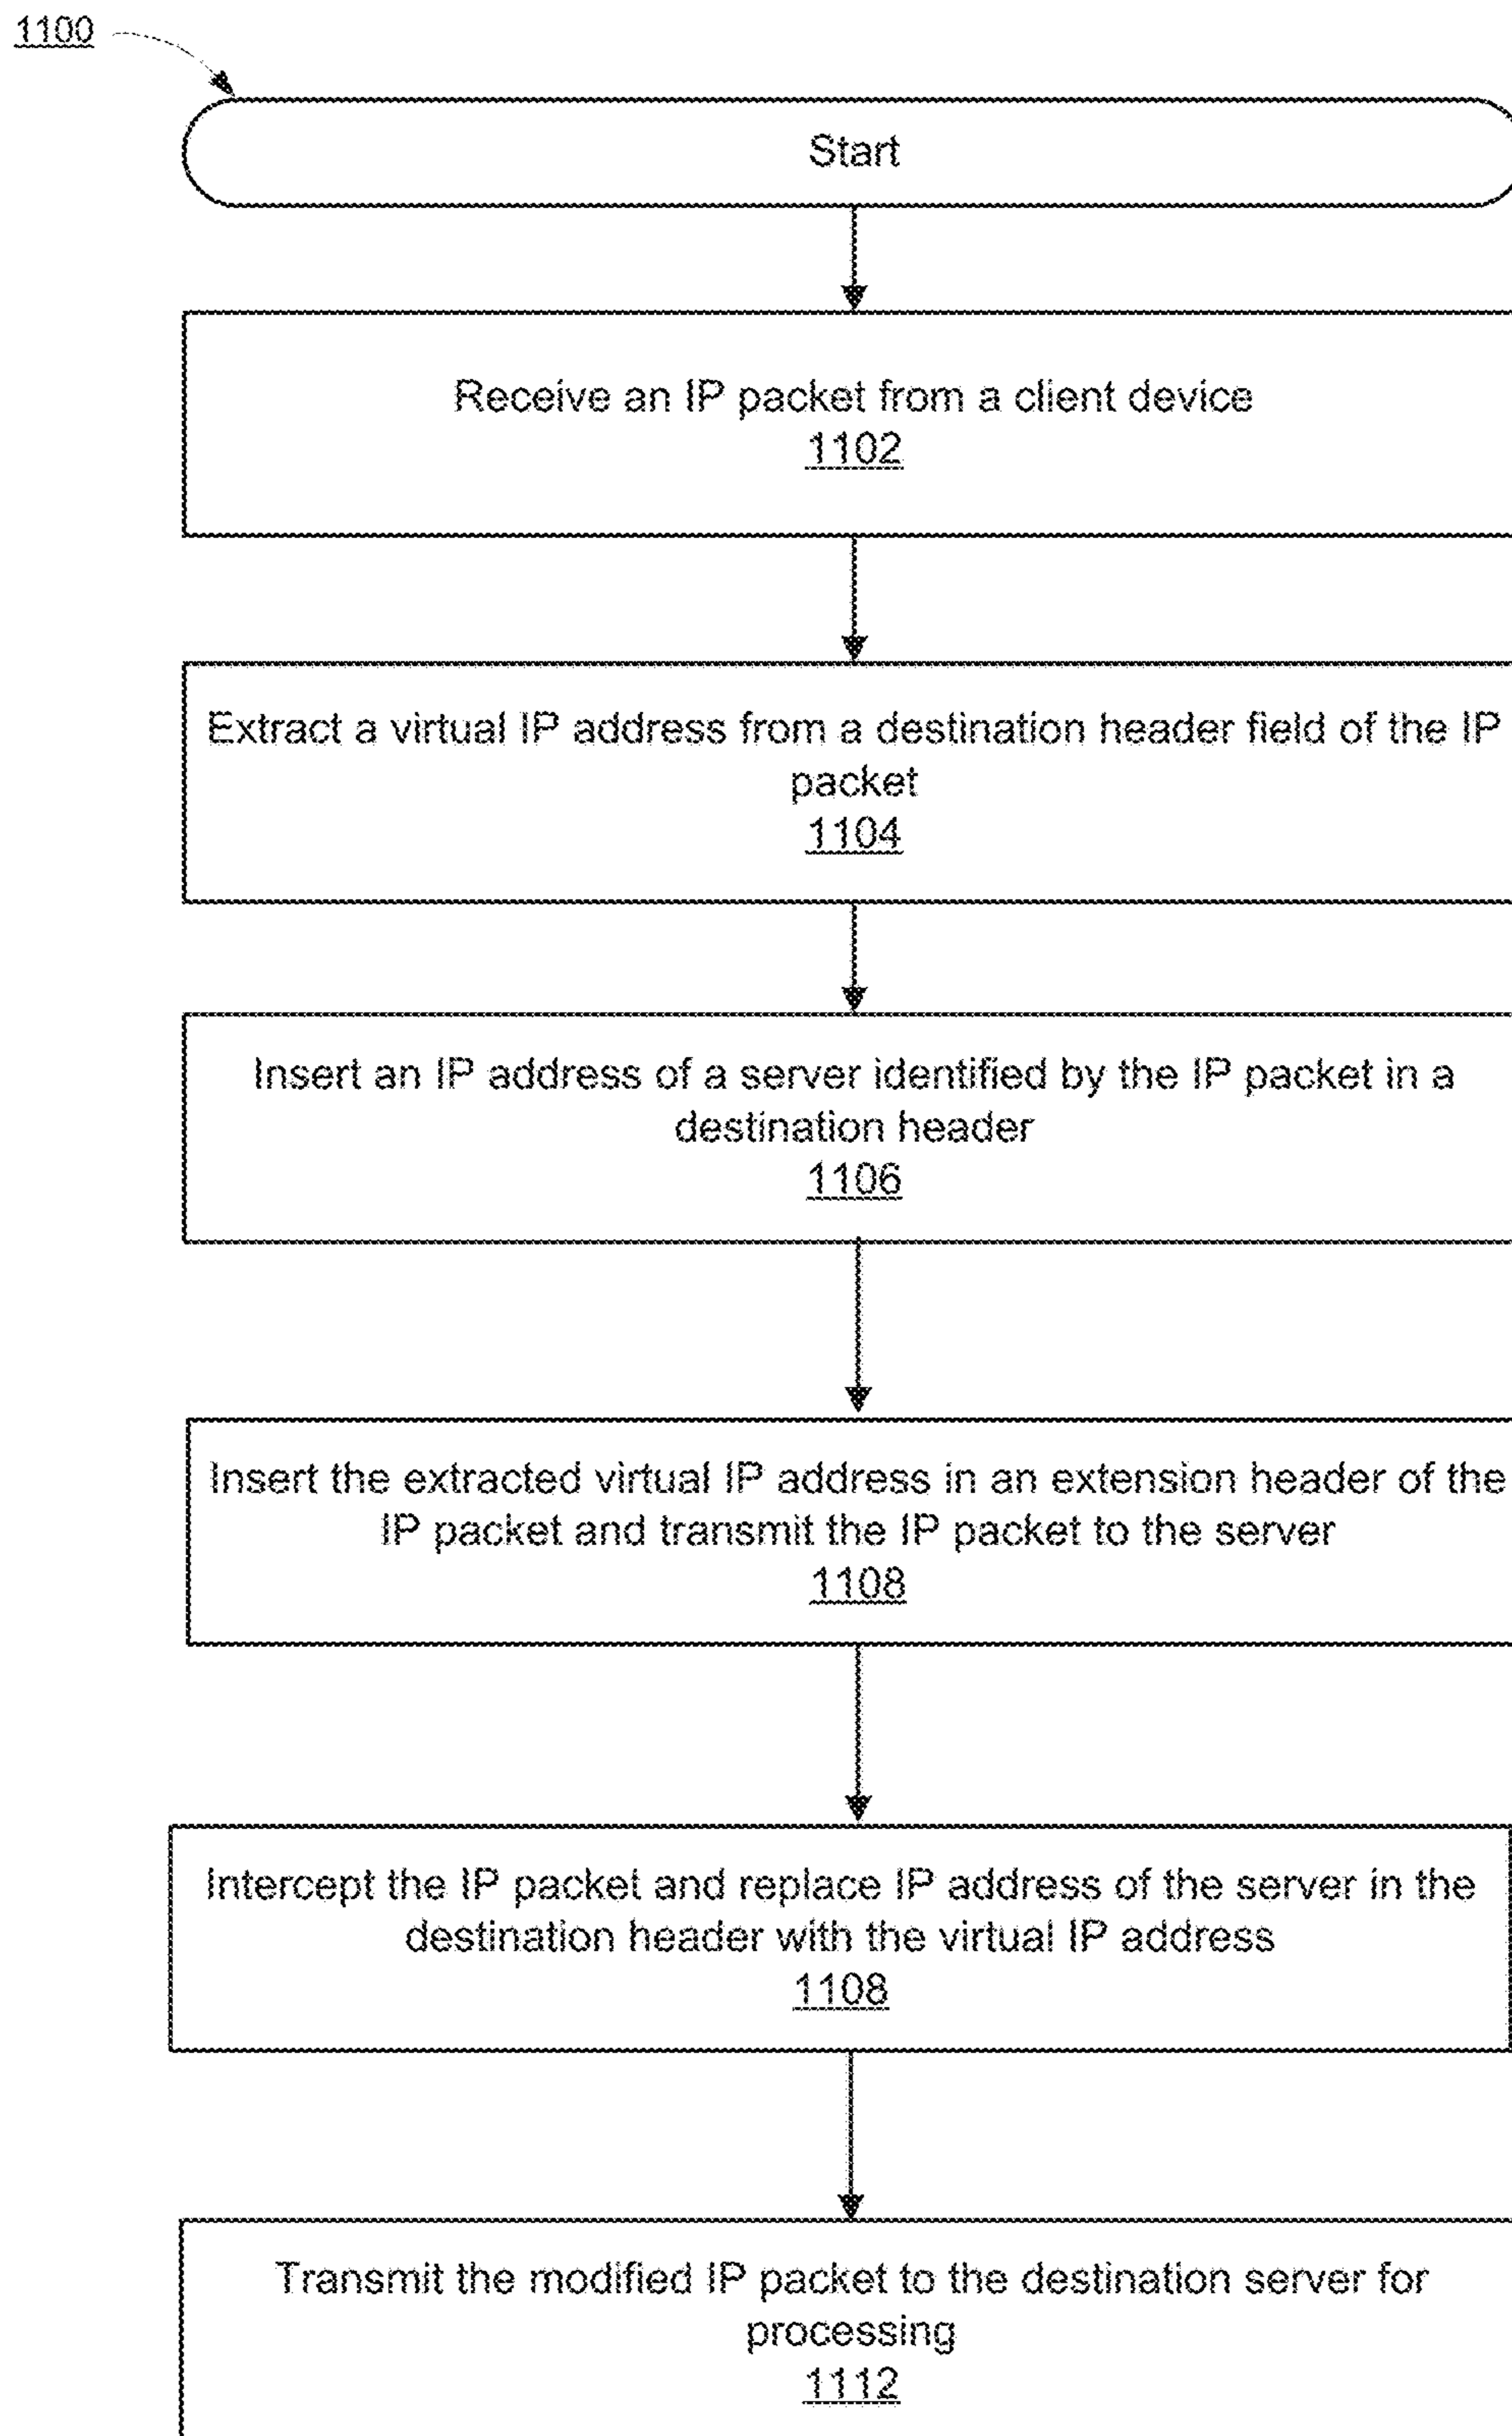 1100
Start
Receive an IP packet from a client device
1102
Extract a virtual IP address from a destination header field of the IP
packet
1104
Insert an IP address of a server identified by the IP packet in a
destination header
1106
Insert the extracted virtual IP address in an extension header of the
IP packet and transmit the IP packet to the server
1108
Intercept the IP packet and replace IP address of the server in the
destination header with the virtual IP address
1108
Transmit the modified IP packet to the destination server for
processing
1112